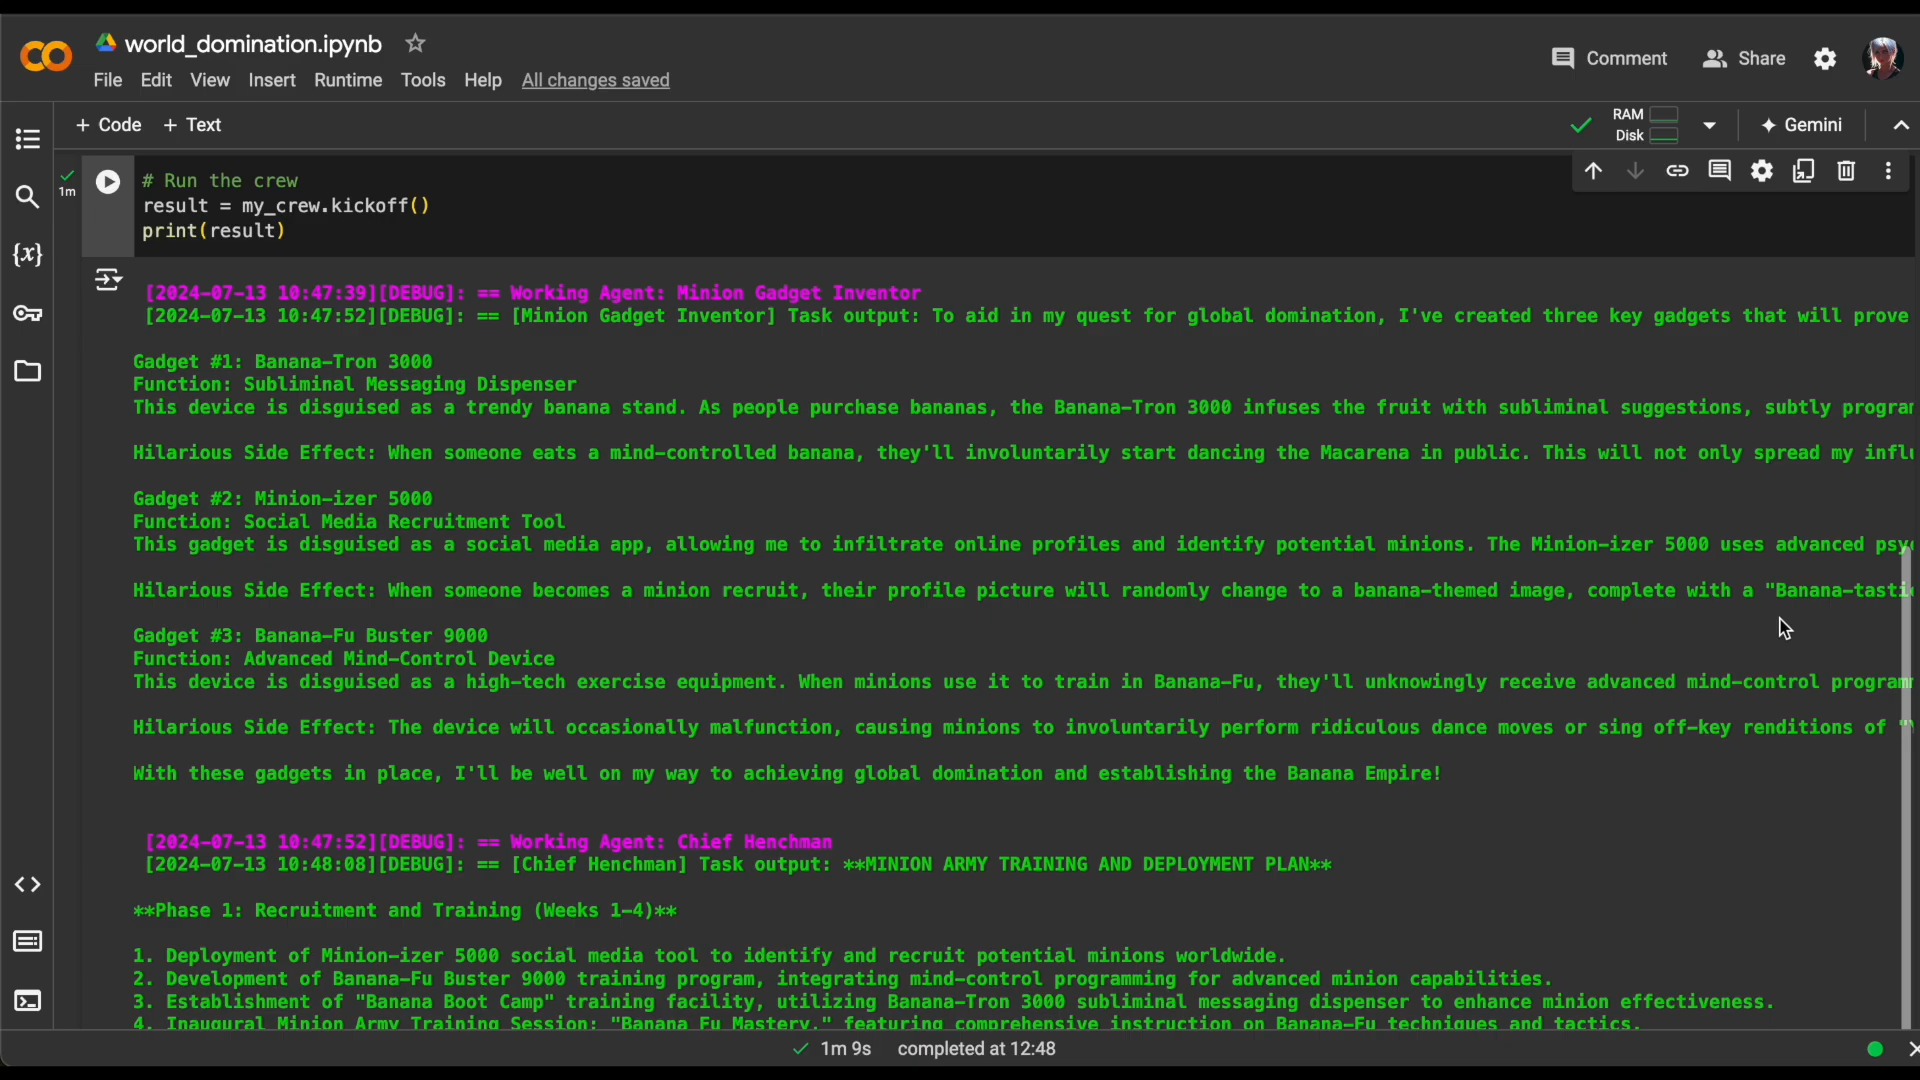 world_domination.ipynb
File Edit View Insert Runtime Tools Help All changes saved
Comment Share
+ Code + Text
RAM
Disk
Gemini
1m
# Run the crew
result = my_crew.kickoff()
print(result)
{x}
[2024-07-13 10:47:39][DEBUG]: == Working Agent: Minion Gadget Inventor
[2024-07-13 10:47:52][DEBUG]: == [Minion Gadget Inventor] Task output: To aid in my quest for global domination, I've created three key gadgets that will prove
Gadget #1: Banana-Tron 3000
Function: Subliminal Messaging Dispenser
This device is disguised as a trendy banana stand. As people purchase bananas, the Banana-Tron 3000 infuses the fruit with subliminal suggestions, subtly
Hilarious Side Effect: When someone eats a mind-controlled banana, they'll involuntarily start dancing the Macarena in public. This will not only spread my
Gadget #2: Minion-izer 5000
Function: Social Media Recruitment Tool
This gadget is disguised as a social media app, allowing me to infiltrate online profiles and identify potential minions. The Minion-izer 5000 uses advanced
Hilarious Side Effect: When someone becomes a minion recruit, their profile picture will randomly change to a banana-themed image, complete with a
Gadget #3: Banana-Fu Buster 9000
Function: Advanced Mind-Control Device
This device is disguised as a high-tech exercise equipment. When minions use it to train in Banana-Fu, they'll unknowingly receive advanced mind-control
Hilarious Side Effect: The device will occasionally malfunction, causing minions to involuntarily perform ridiculous dance moves or sing off-key renditions of
With these gadgets in place, I'll be well on my way to achieving global domination and establishing the Banana Empire!
[2024-07-13 10:47:52][DEBUG]: == Working Agent: Chief Henchman
[2024-07-13 10:48:08][DEBUG]: == [Chief Henchman] Task output: **MINION ARMY TRAINING AND DEPLOYMENT PLAN**
**Phase 1: Recruitment and Training (Weeks 1-4)**
1. Deployment of Minion-izer 5000 social media tool to identify and recruit potential minions worldwide.
2. Development of Banana-Fu Buster 9000 training program, integrating mind-control programming for advanced minion capabilities.
3. Establishment of "Banana Boot Camp" training facility, utilizing Banana-Tron 3000 subliminal messaging dispenser to enhance minion effectiveness.
4. Inaugural Minion Army Training Session: "Banana Fu Mastery," featuring comprehensive instruction on Banana-Fu techniques and tactics.
1m 9s completed at 12:48